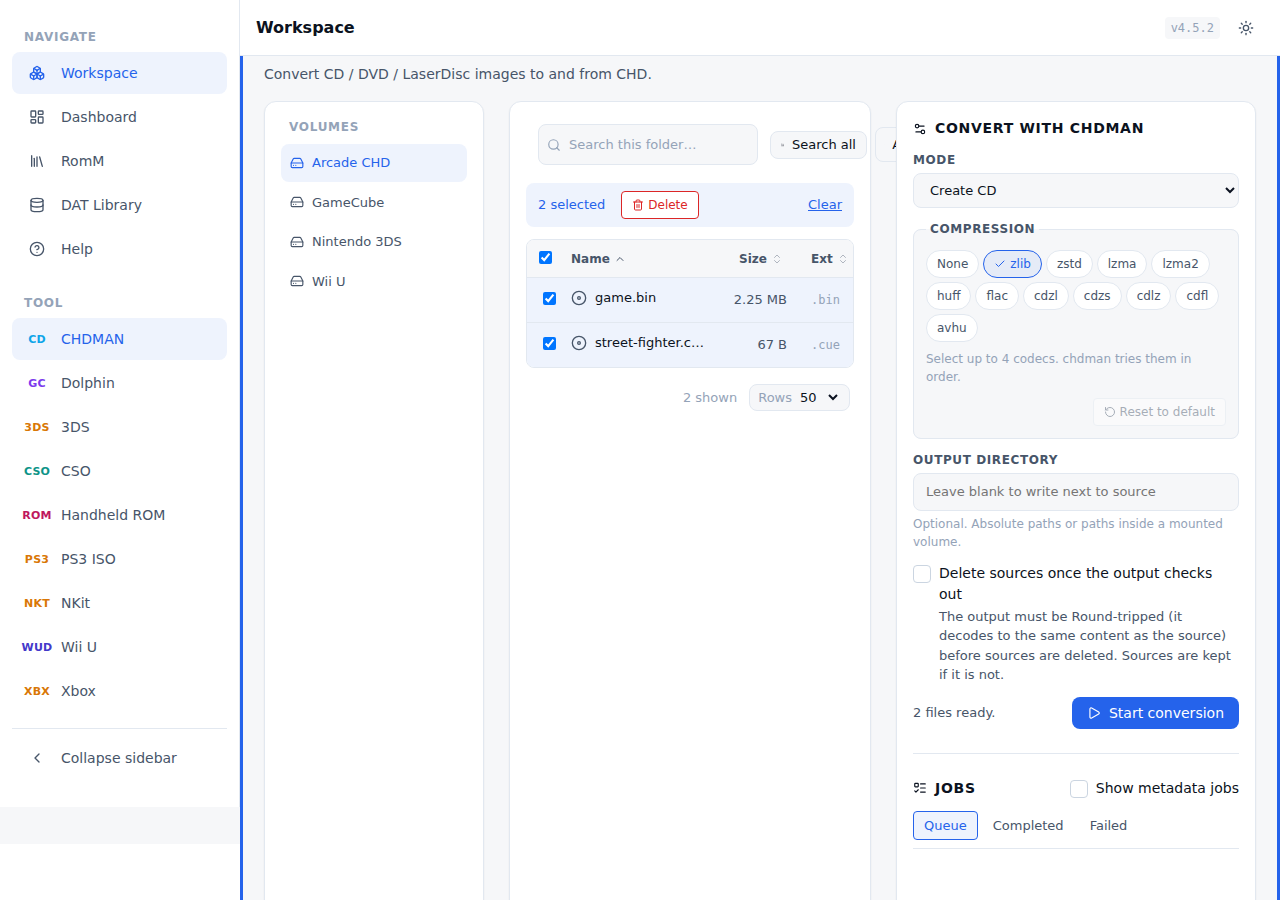 NAVIGATE
Workspace
Dashboard
RomM
DAT Library
Help
TOOL
CD CHDMAN
GC Dolphin
3DS 3DS
CSO CSO
ROM Handheld ROM
PS3 PS3 ISO
NKT NKit
WUD Wii U
XBX Xbox
Collapse sidebar
Workspace
v4.5.2
Convert CD / DVD / LaserDisc images to and from CHD.
VOLUMES
Arcade CHD
GameCube
Nintendo 3DS
Wii U
Search this folder…
Search all
2 selected Delete Clear
Name Size Ext
game.bin 2.25 MB .bin
street-fighter.c… 67 B .cue
2 shown Rows 50
CONVERT WITH CHDMAN
MODE
Create CD
COMPRESSION
None zlib zstd lzma lzma2
huff flac cdzl cdzs cdlz cdfl
avhu
Select up to 4 codecs. chdman tries them in
order.
Reset to default
OUTPUT DIRECTORY
Leave blank to write next to source
Optional. Absolute paths or paths inside a mounted
volume.
Delete sources once the output checks
out
The output must be Round-tripped (it
decodes to the same content as the source)
before sources are deleted. Sources are kept
if it is not.
2 files ready. Start conversion
JOBS Show metadata jobs
Queue Completed Failed